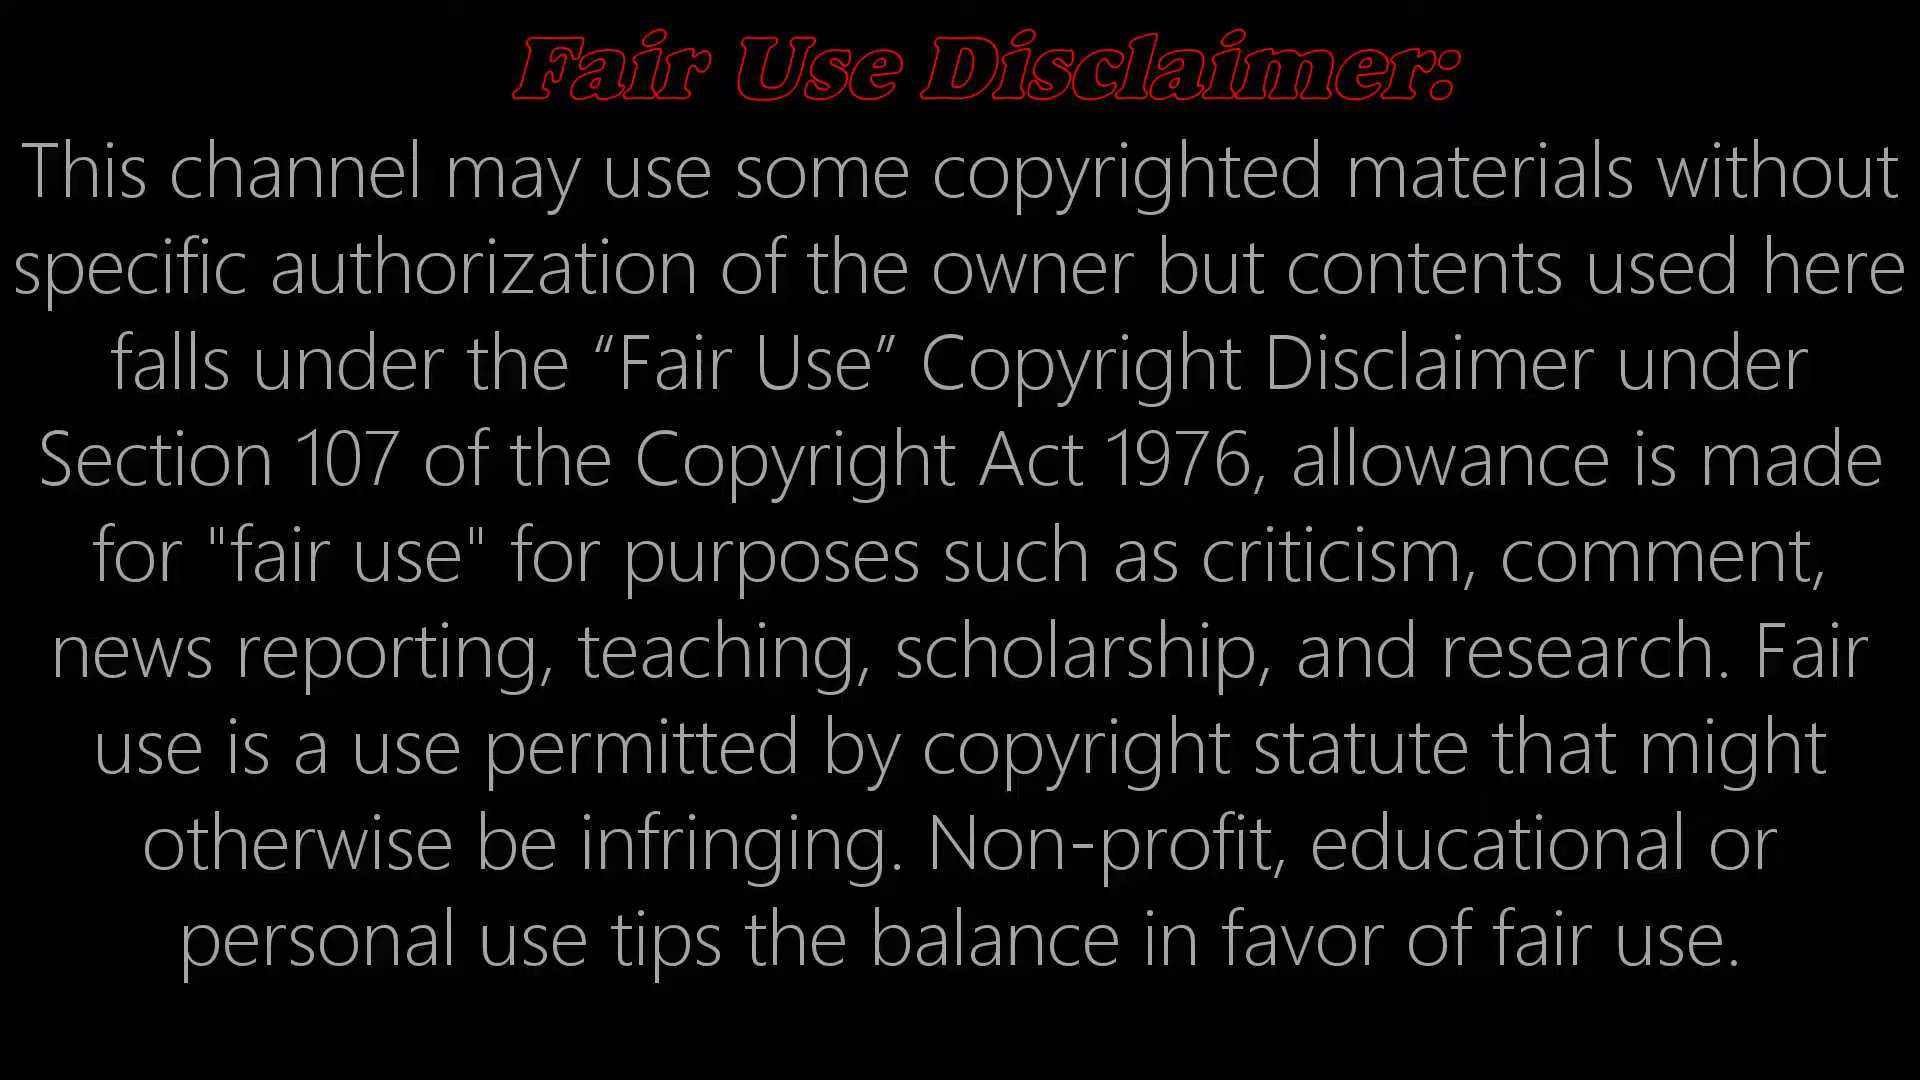 Fair Use Disclaimer:
This channel may use some copyrighted materials without
specific authorization of the owner but contents used here
falls under the “Fair Use” Copyright Disclaimer under
Section 107 of the Copyright Act 1976, allowance is made
for "fair use" for purposes such as criticism, comment,
news reporting, teaching, scholarship, and research. Fair
use is a use permitted by copyright statute that might
otherwise be infringing. Non-profit, educational or
personal use tips the balance in favor of fair use.